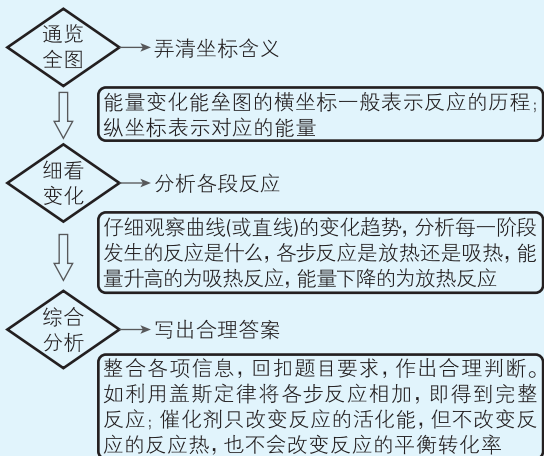 通览
全图
弄清坐标含义
能量变化能垒图的横坐标一般表示反应的历程;
纵坐标表示对应的能量
细看
变化
分析各段反应
仔细观察曲线(或直线)的变化趋势,分析每一阶段
发生的反应是什么,各步反应是放热还是吸热,能
量升高的为吸热反应,能量下降的为放热反应
综合
分析
写出合理答案
整合各项信息,回扣题目要求,作出合理判断。
如利用盖斯定律将各步反应相加,即得到完整
反应;催化剂只改变反应的活化能,但不改变反
应的反应热,也不会改变反应的平衡转化率